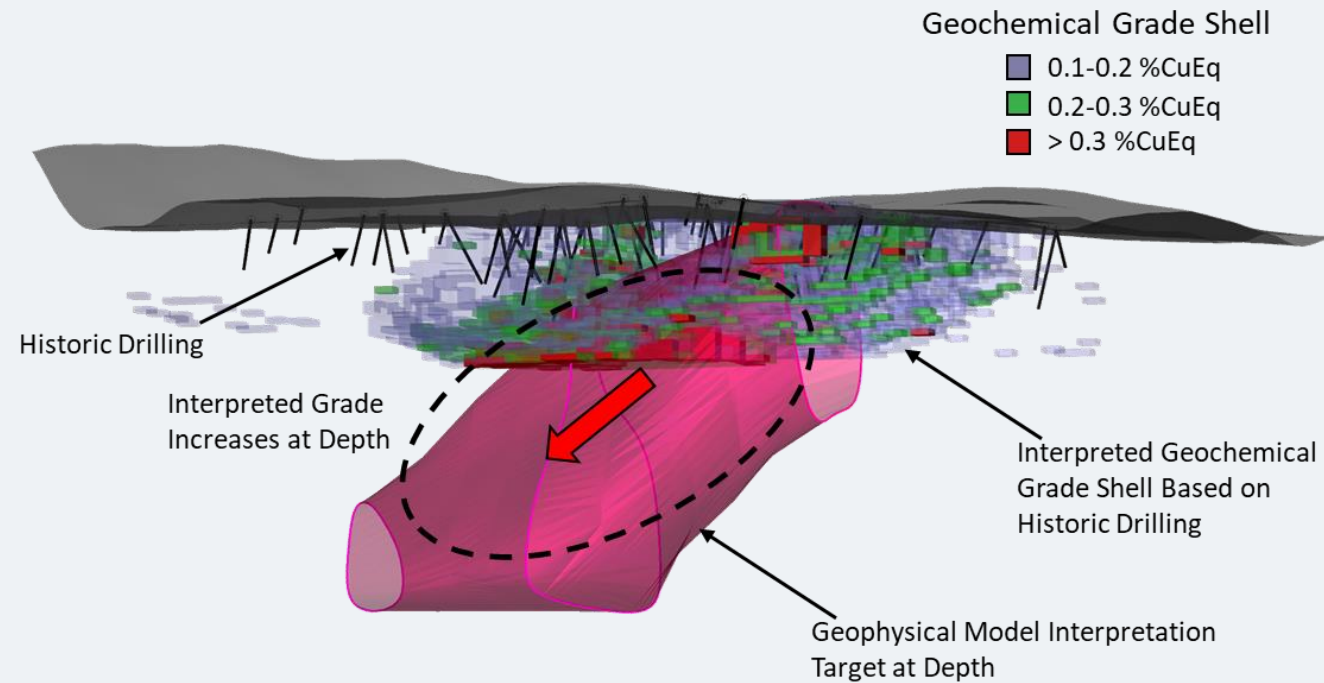 Geochemical Grade Shell
0.1-0.2 %CuEq
0.2-0.3 %CuEq
> 0.3 %CuEq
Historic Drilling
Interpreted Grade
Increases at Depth
Interpreted Geochemical
Grade Shell Based on
Historic Drilling
Geophysical Model Interpretation
Target at Depth